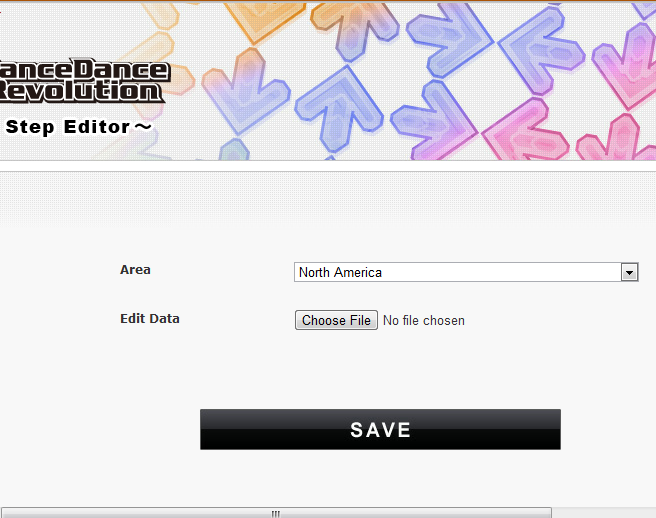 anceDance
Revolution
Step Editor～
Area
North America
Edit Data
Choose File No file chosen
SAVE